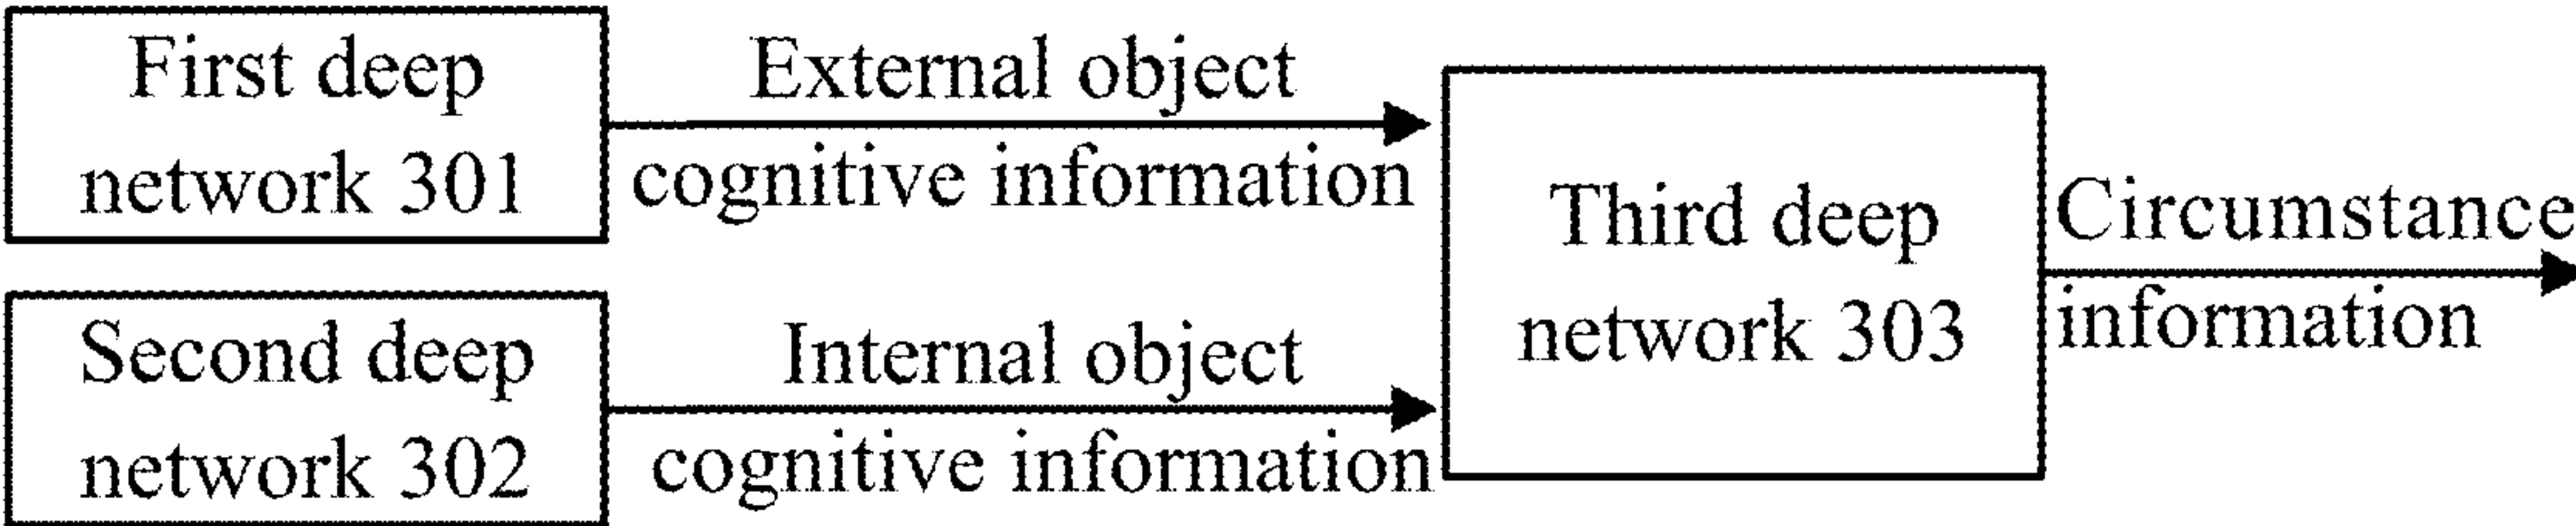 First deep
network 301
External object
cognitive information
Second deep
network 302
Internal object
cognitive information
Third deep
network 303
Circumstance
information